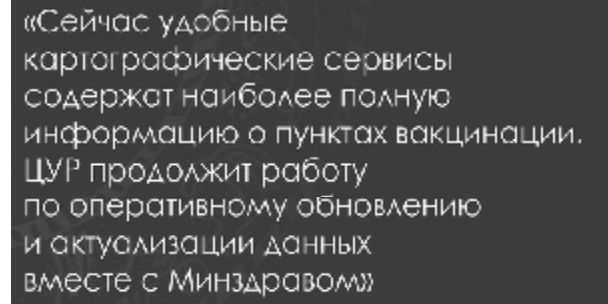 «Сейчас удобные
картографические сервисы
содержат наиболее полную
информацию о пунктах вакцинации.
ЦУР продолжит работу
по оперативному обновлению
и актуализации данных
вместе с Минздравом»